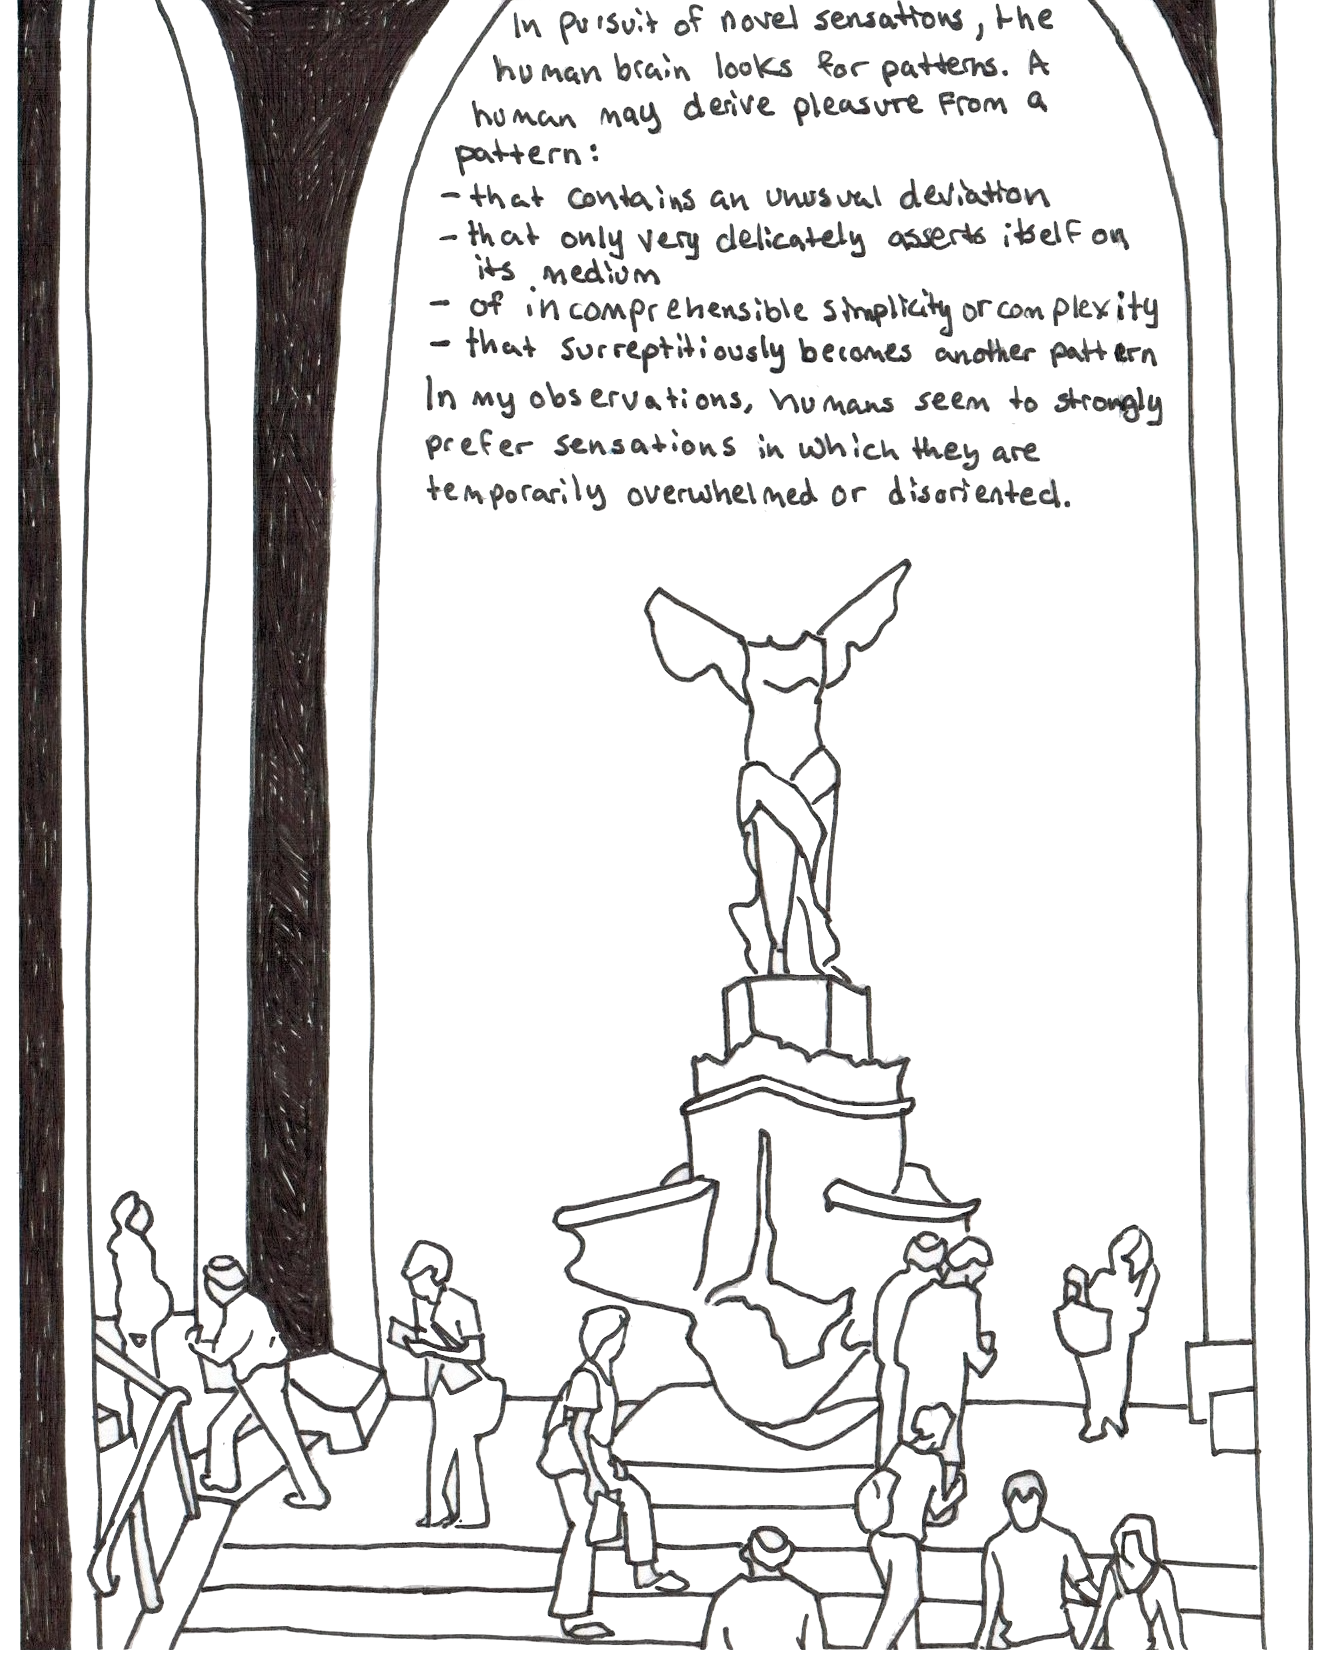 In pursuit of novel sensations, the
human brain looks for patterns. A
human may derive pleasure from a
pattern:
- that contains an unusual deviation
- that only very delicately asserts itself on
its medium
- of incomprehensible simplicity or complexity
- that surreptitiously becomes another pattern
In my observations, humans seem to strongly
prefer sensations in which they are
temporarily overwhelmed or disoriented.